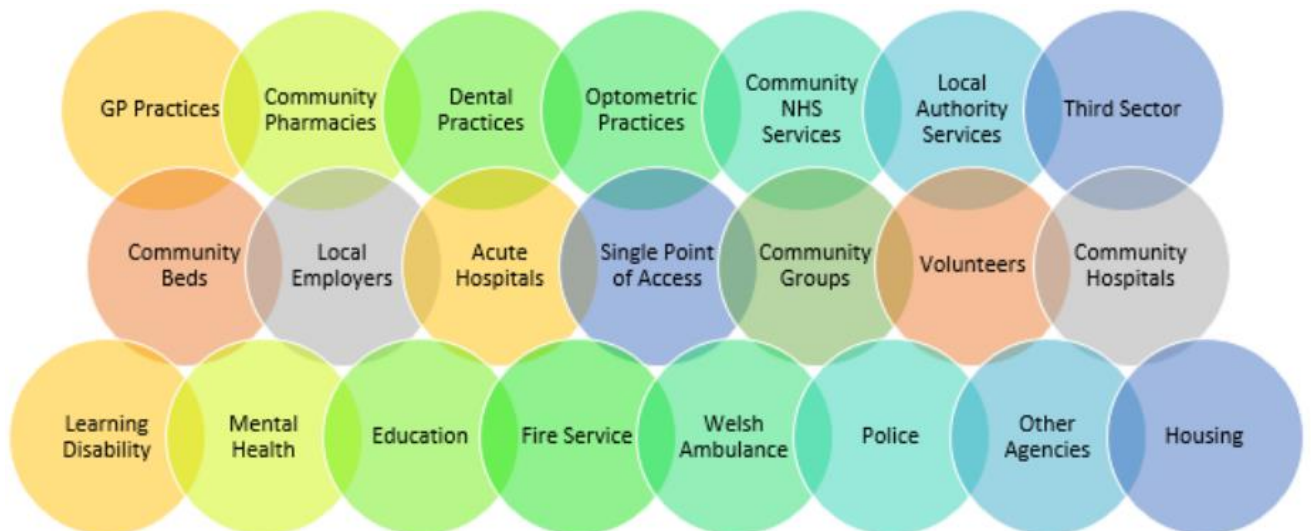 GP Practices
Community
Pharmacies
Dental
Practices
Optometric
Practices
Community
NHS
Services
Local
Authority
Services
Third Sector
Community
Beds
Local
Employers
Acute
Hospitals
Single Point
of Access
Community
Groups
Volunteers
Community
Hospitals
Learning
Disability
Mental
Health
Education
Fire Service
Welsh
Ambulance
Police
Other
Agencies
Housing